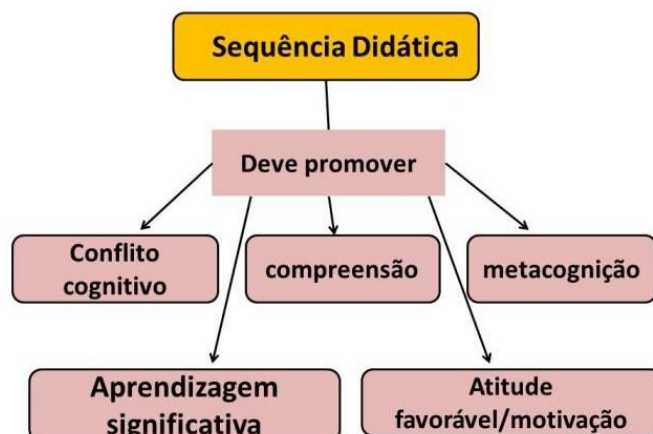 Sequência Didática
Deve promover
Conflito
cognitivo
compreensão
metacognição
Aprendizagem
significativa
Atitude
favorável/motivação